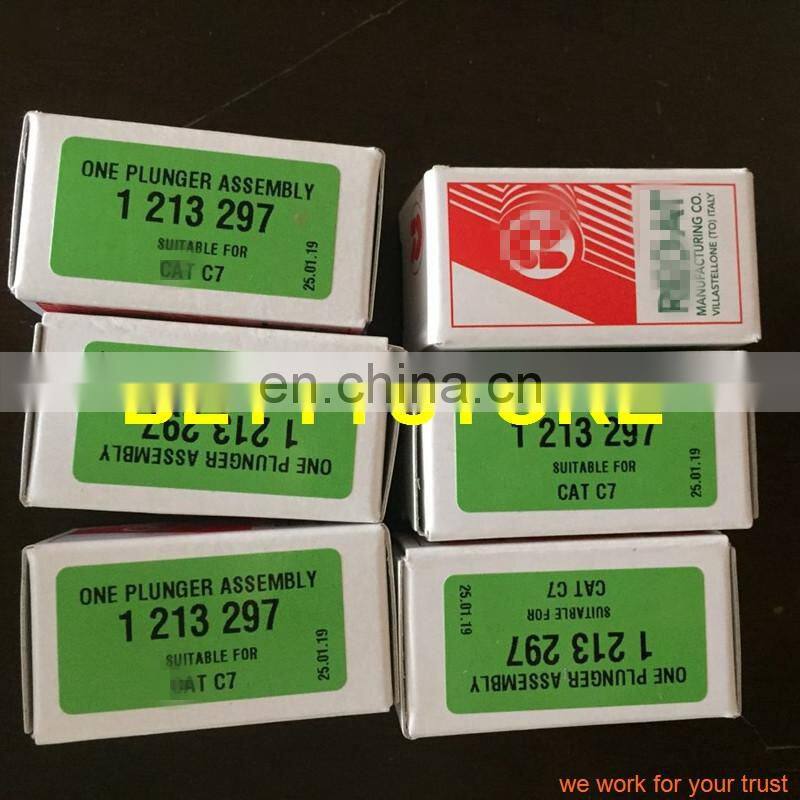 ONE PLUNGER ASSEMBLY
1 213 297
SUITABLE FOR
CAT C7
25.01.19
MANUFACTURING CO.
VILLASTELLONE (TO) ITALY
en.china.cn
ONE PLUNGER ASSEMBLY
1 213 297
1 213 297
SUITABLE FOR
CAT C7
25.01.19
ONE PLUNGER ASSEMBLY
1 213 297
SUITABLE FOR
CAT C7
25.01.19
ONE PLUNGER ASSEMBLY
1 213 297
SUITABLE FOR
CAT C7
25.01.19
we work for your trust